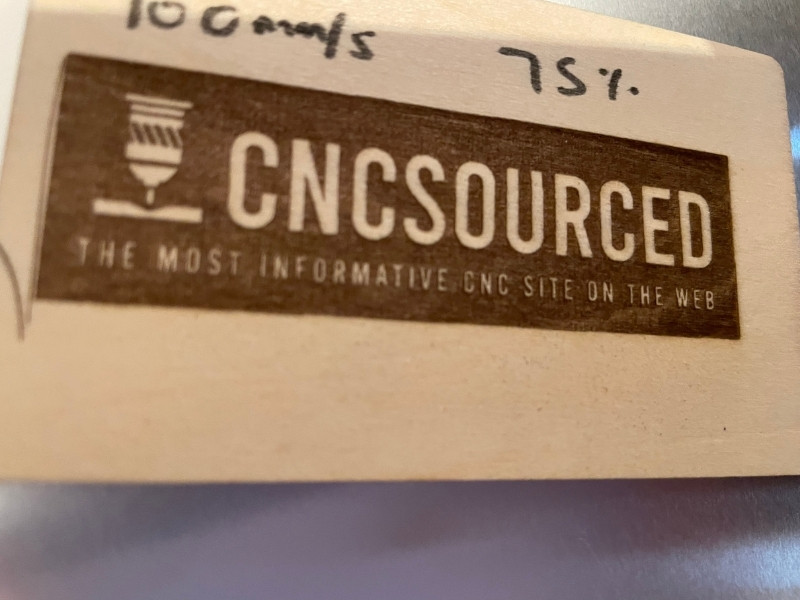 100mm/s
75%
CNCSOURCED
THE MOST INFORMATIVE CNC SITE ON THE WEB